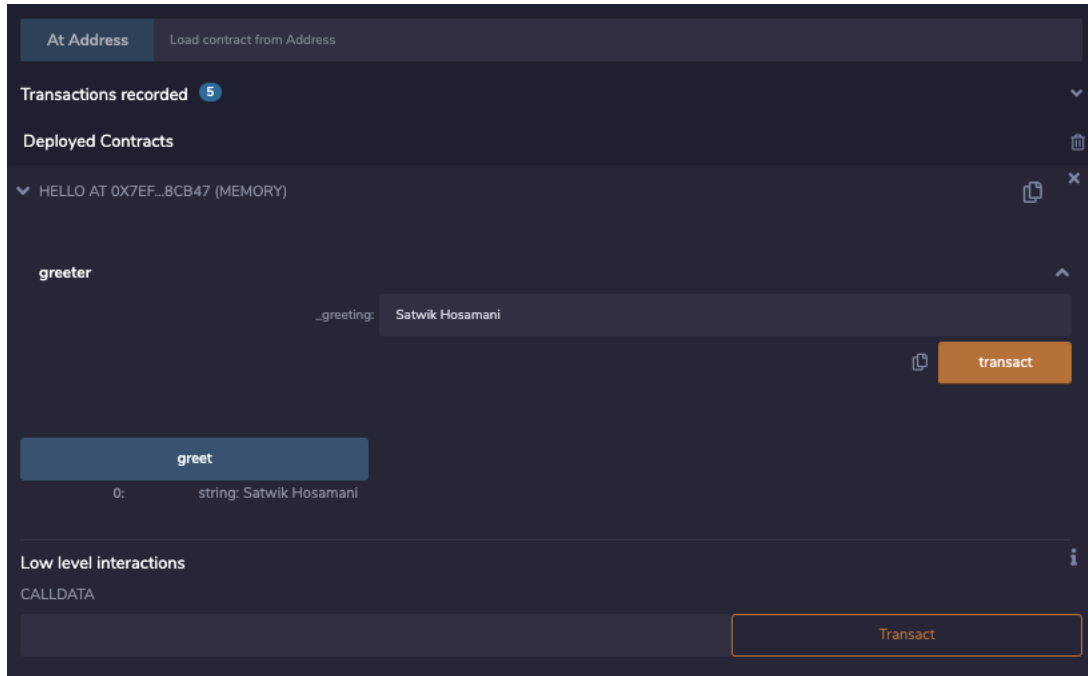 At Address Load contract from Address
Transactions recorded 5
Deployed Contracts
HELLO AT 0X7EF...8CB47 (MEMORY)
greeter
_greeting: Satwik Hosamani
transact
greet
0: string: Satwik Hosamani
Low level interactions
CALLDATA
Transact